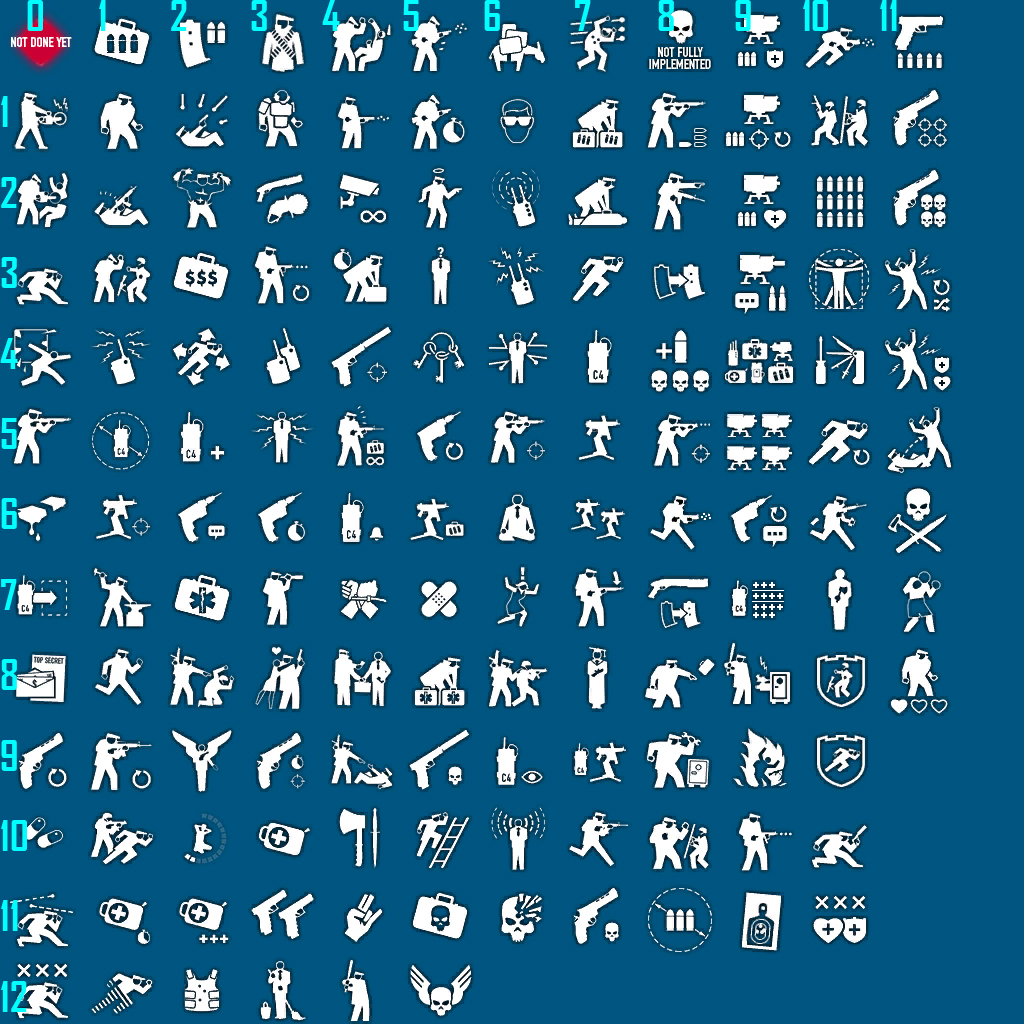 0 1 2 3 4 5 6 7 8 9 10 11
NOT DONE YET
NOT FULLY
IMPLEMENTED
1
2
3
$$$
?
4
C4
5
C4
C4
6
C4
7
C4
!
C4
8
TOP SECRET
9
C4
C4
10
11
12